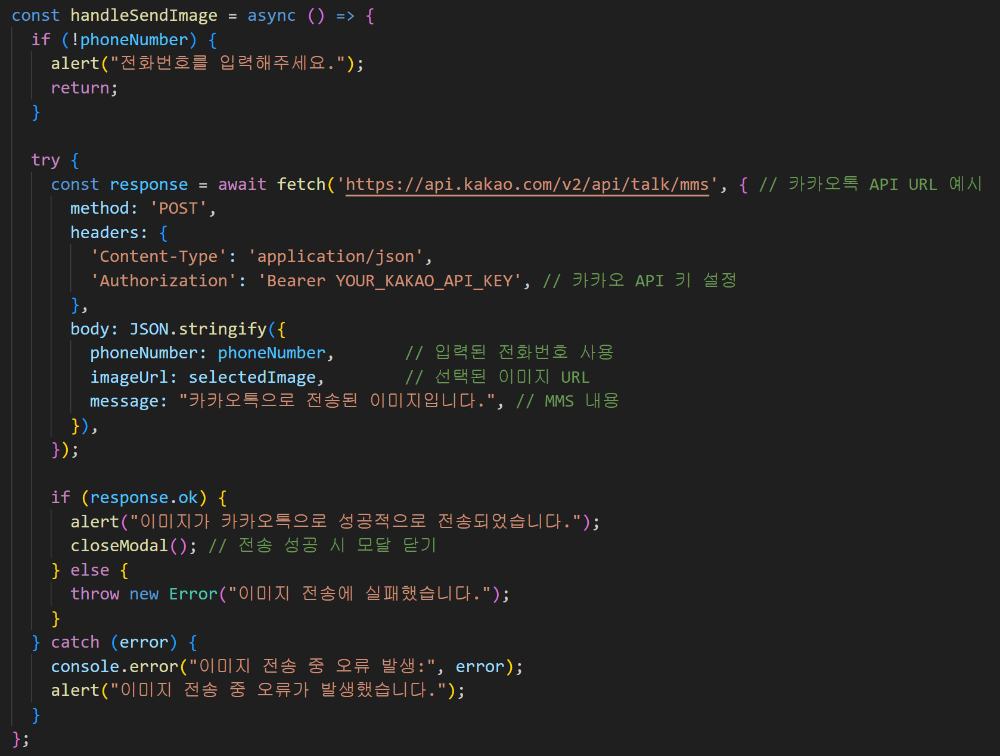 const handleSendImage = async () => {
if (!phoneNumber) {
alert("전화번호를 입력해주세요.");
return;
}
try {
const response = await fetch('https://api.kakao.com/v2/api/talk/mms', { // 카카오톡 API URL 예시
method: 'POST',
headers: {
'Content-Type': 'application/json',
'Authorization': 'Bearer YOUR_KAKAO_API_KEY', // 카카오 API 키 설정
},
body: JSON.stringify({
phoneNumber: phoneNumber, // 입력된 전화번호 사용
imageUrl: selectedImage, // 선택된 이미지 URL
message: "카카오톡으로 전송된 이미지입니다.", // MMS 내용
}),
});
if (response.ok) {
alert("이미지가 카카오톡으로 성공적으로 전송되었습니다.");
closeModal(); // 전송 성공 시 모달 닫기
} else {
throw new Error("이미지 전송에 실패했습니다.");
}
} catch (error) {
console.error("이미지 전송 중 오류 발생:", error);
alert("이미지 전송 중 오류가 발생했습니다.");
}
};